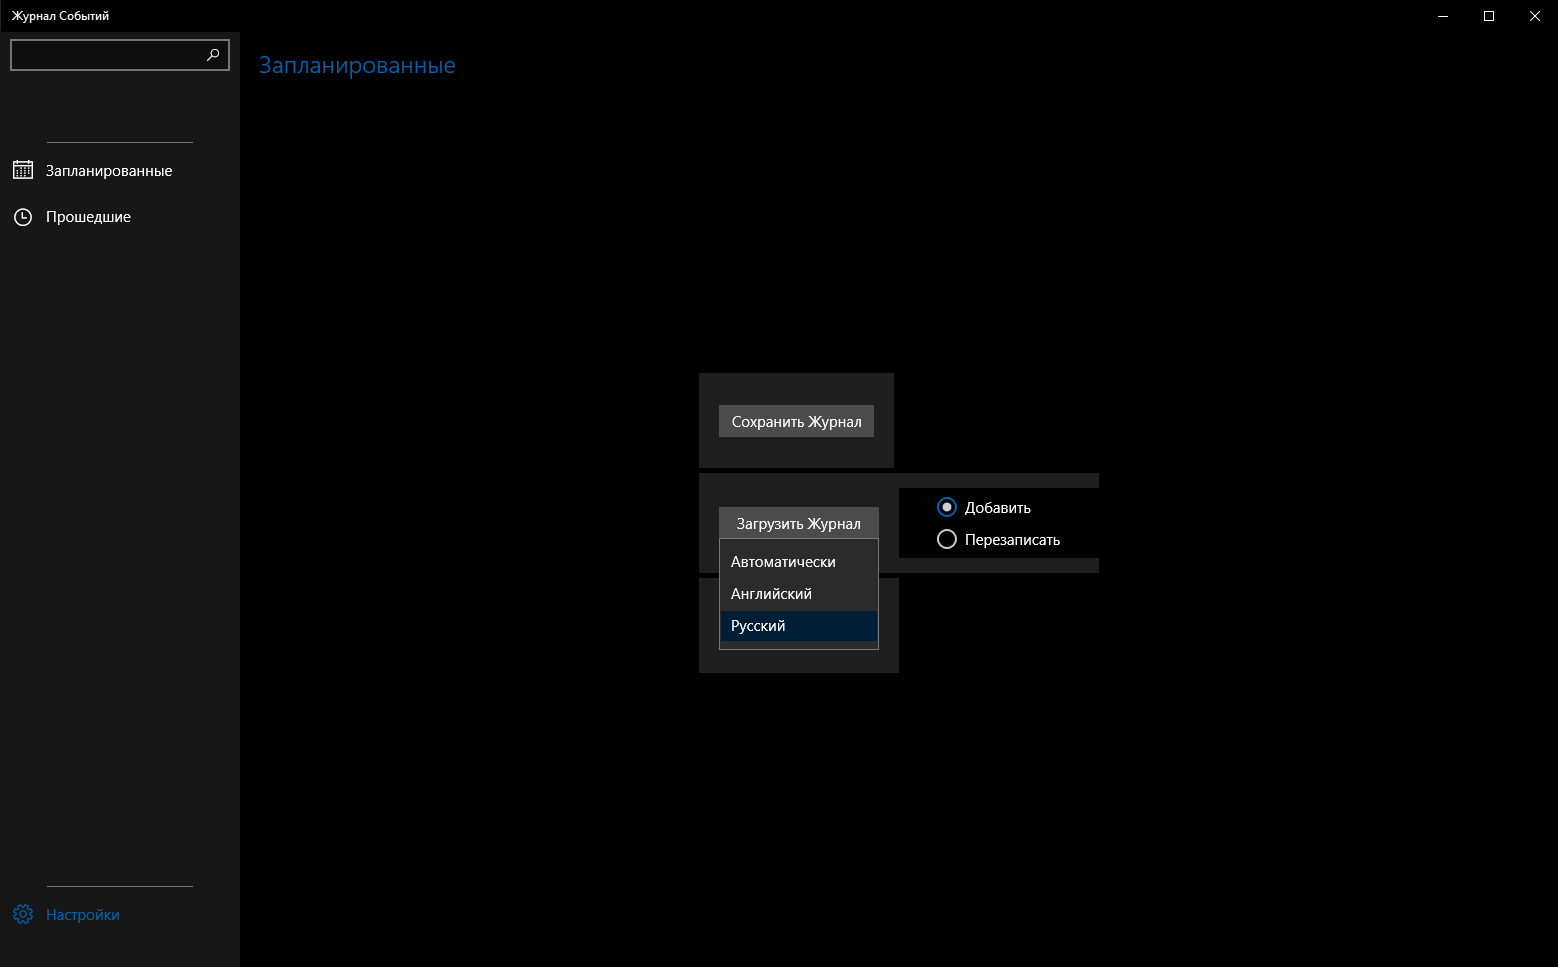 Журнал Событий
Запланированные
Запланированные
Прошедшие
Сохранить Журнал
Загрузить Журнал
Добавить
Перезаписать
Автоматически
Английский
Русский
Настройки